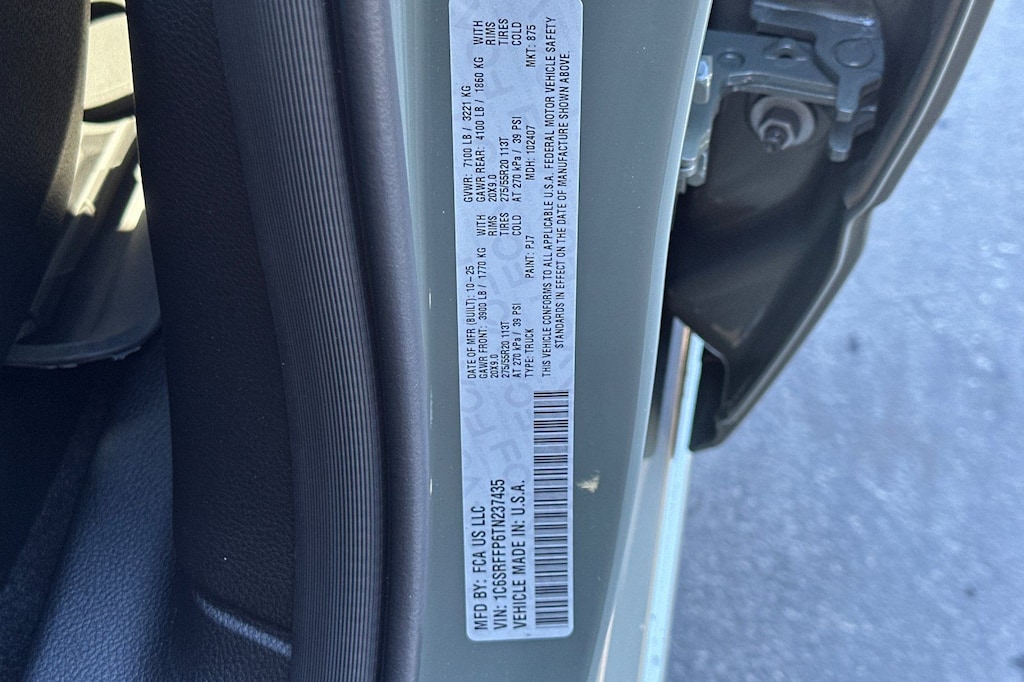 MFD BY: FCA US LLC
VIN: 1C6SRFFP6TN237435
VEHICLE MADE IN: U.S.A.
DATE OF MFR (BUILT): 10-25 GVWR: 7100 LB / 3221 KG
GAWR FRONT: 3900 LB / 1770 KG WITH GAWR REAR: 4100 LB / 1860 KG WITH
20X9.0 RIMS 20X9.0 RIMS
275/55R20 113T TIRES 275/55R20 113T TIRES
AT 270 kPa / 39 PSI COLD AT 270 kPa / 39 PSI COLD
TYPE: TRUCK PAINT: PJ7 MDH: 102407 MKT: 875
THIS VEHICLE CONFORMS TO ALL APPLICABLE U.S.A. FEDERAL MOTOR VEHICLE SAFETY
STANDARDS IN EFFECT ON THE DATE OF MANUFACTURE SHOWN ABOVE.